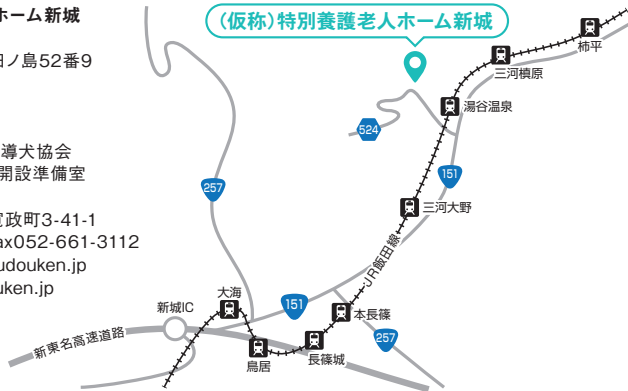 ホーム新城
日ノ島52番9
導犬協会
開設準備室
政町3-41-1
ax052-661-3112
udouken.jp
uken.jp
(仮称)特別養護老人ホーム新城
柿平
三河槙原
湯谷温泉
524
151
257
三河大野
JR飯田線
大海
新城IC
151
本長篠
新東名高速道路
鳥居
長篠城
257